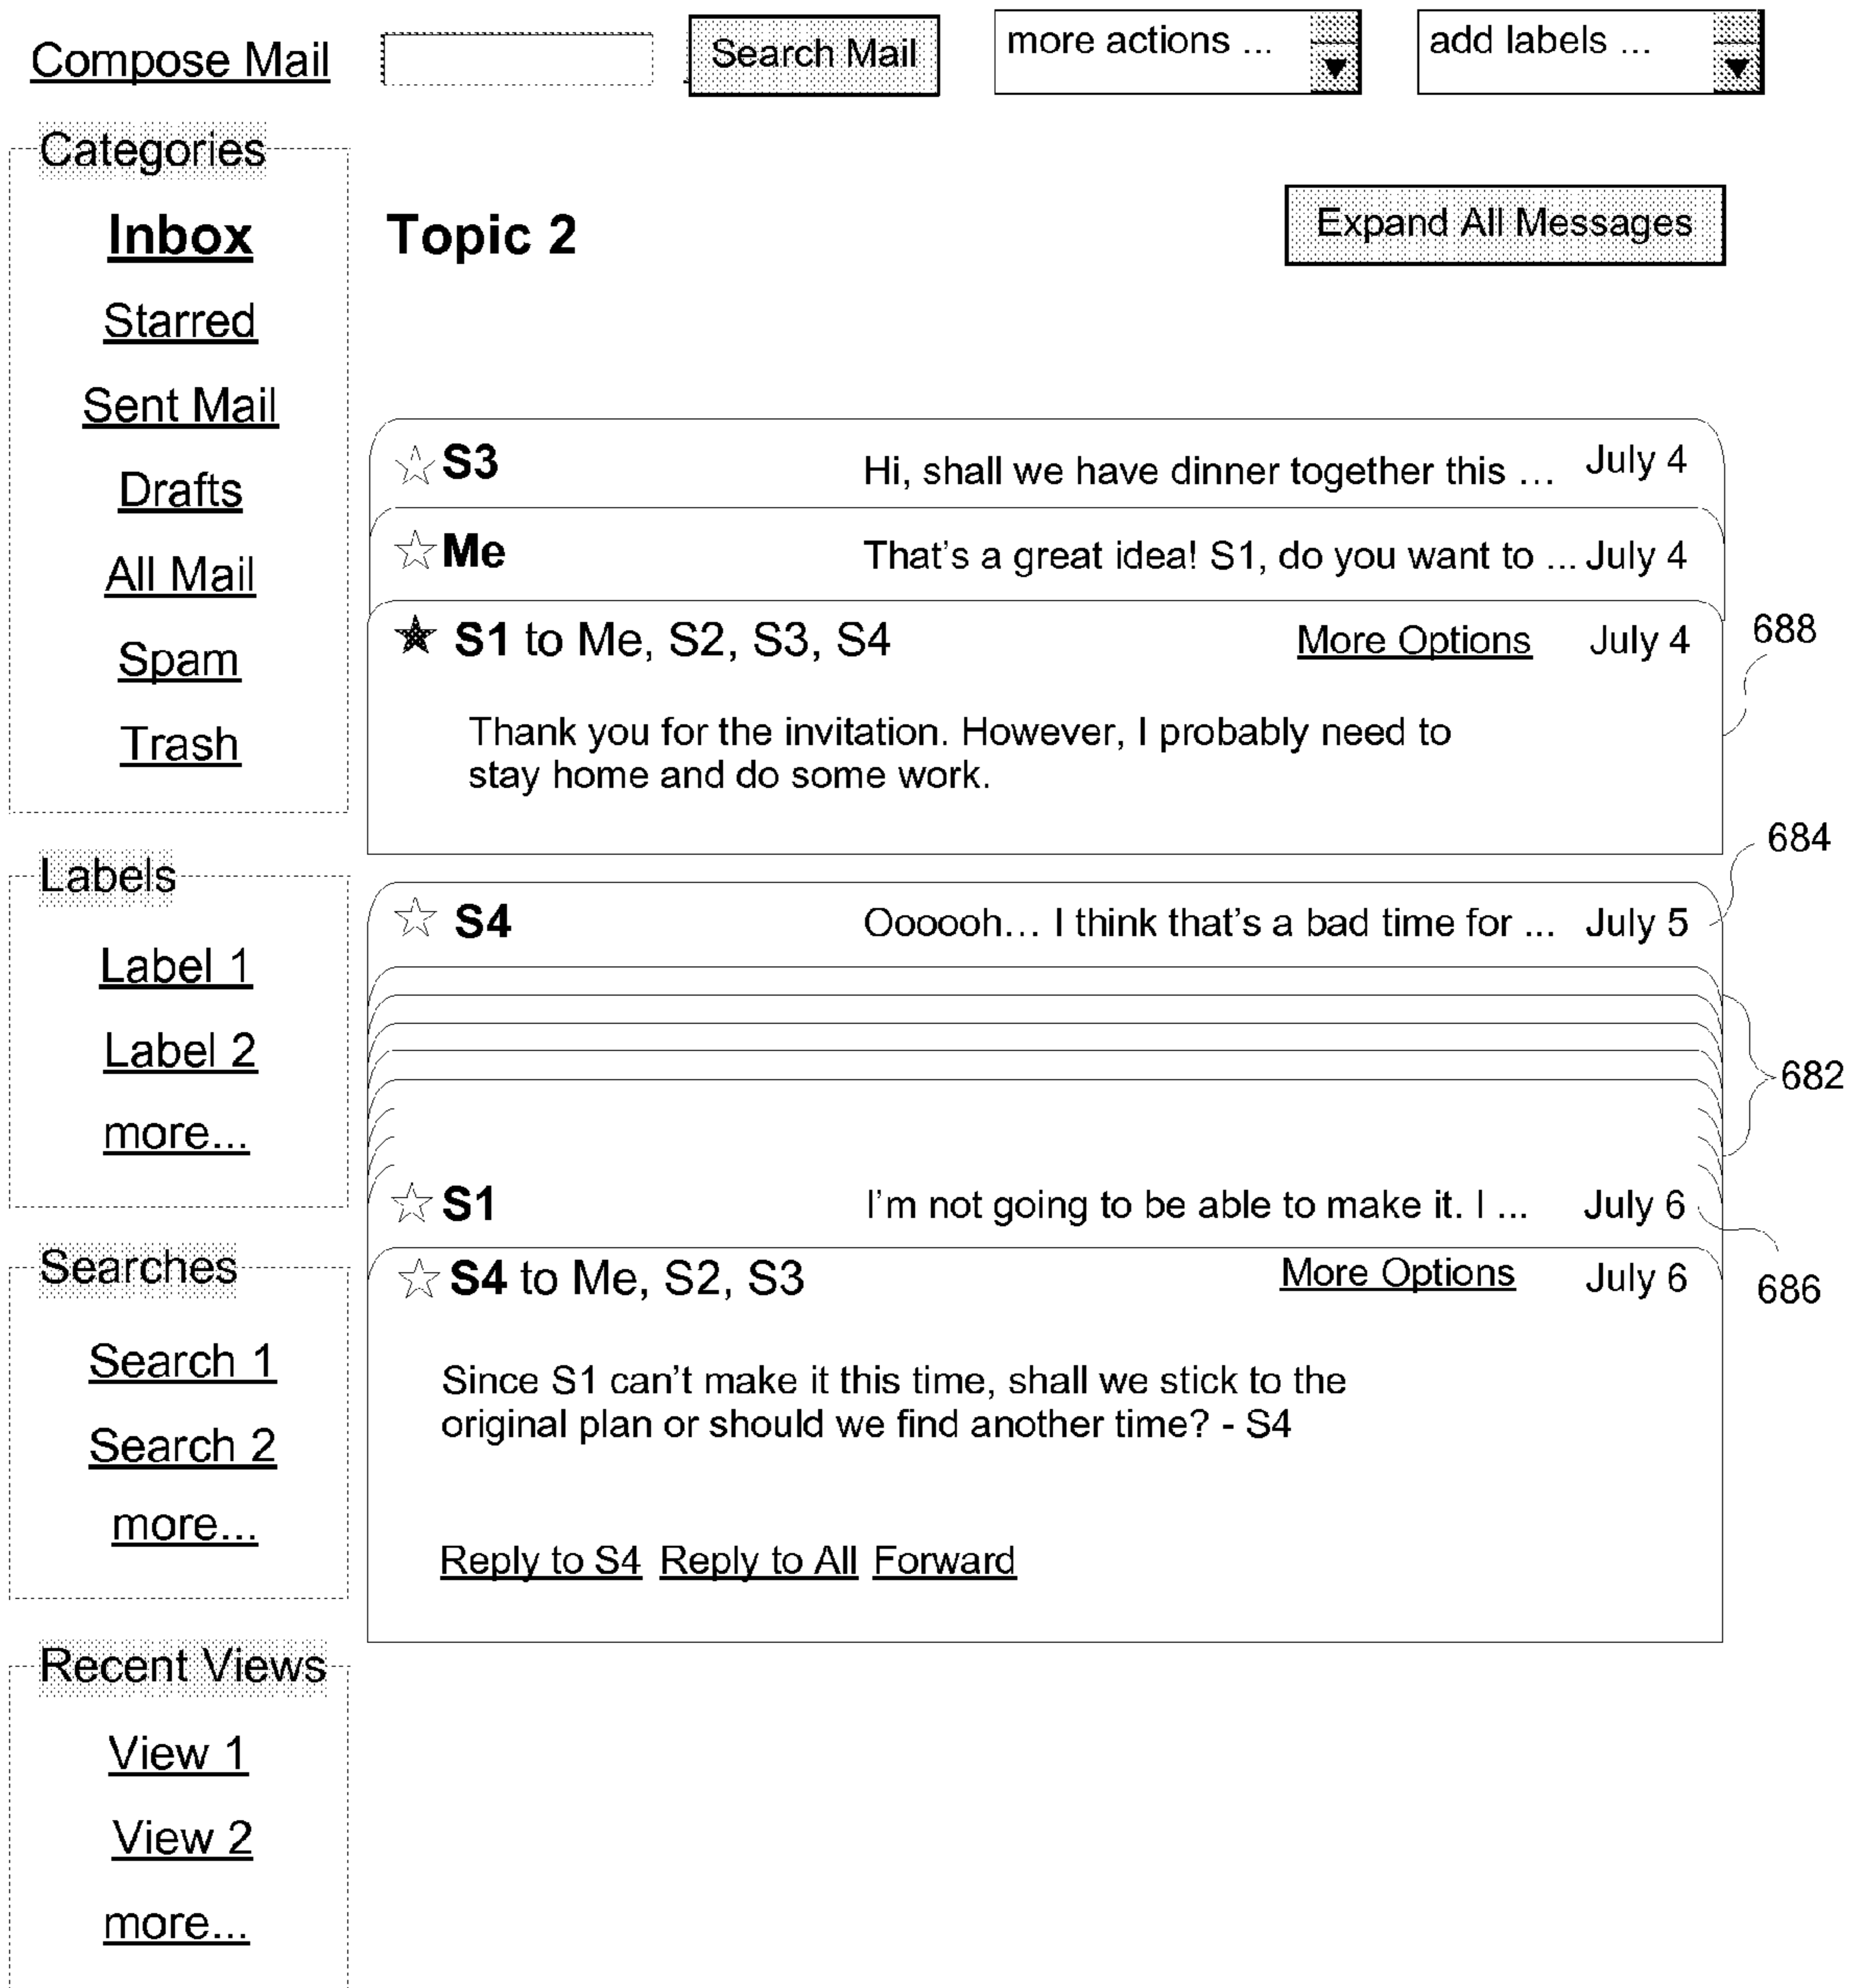 Compose Mail
Search Mail
more actions ...
add labels ...
Categories
Inbox
Starred
Sent Mail
Drafts
All Mail
Spam
Trash
Labels
Label 1
Label 2
more...
Searches
Search 1
Search 2
more...
Recent Views
View 1
View 2
more...
Topic 2
Expand All Messages
S3 Hi, shall we have dinner together this ... July 4
Me That's a great idea! S1, do you want to ... July 4
S1 to Me, S2, S3, S4 More Options July 4
688
Thank you for the invitation. However, I probably need to
stay home and do some work.
684
S4 Oooooh... I think that's a bad time for ... July 5
682
S1 I'm not going to be able to make it. I ... July 6
686
S4 to Me, S2, S3 More Options July 6
Since S1 can't make it this time, shall we stick to the
original plan or should we find another time? - S4
Reply to S4 Reply to All Forward